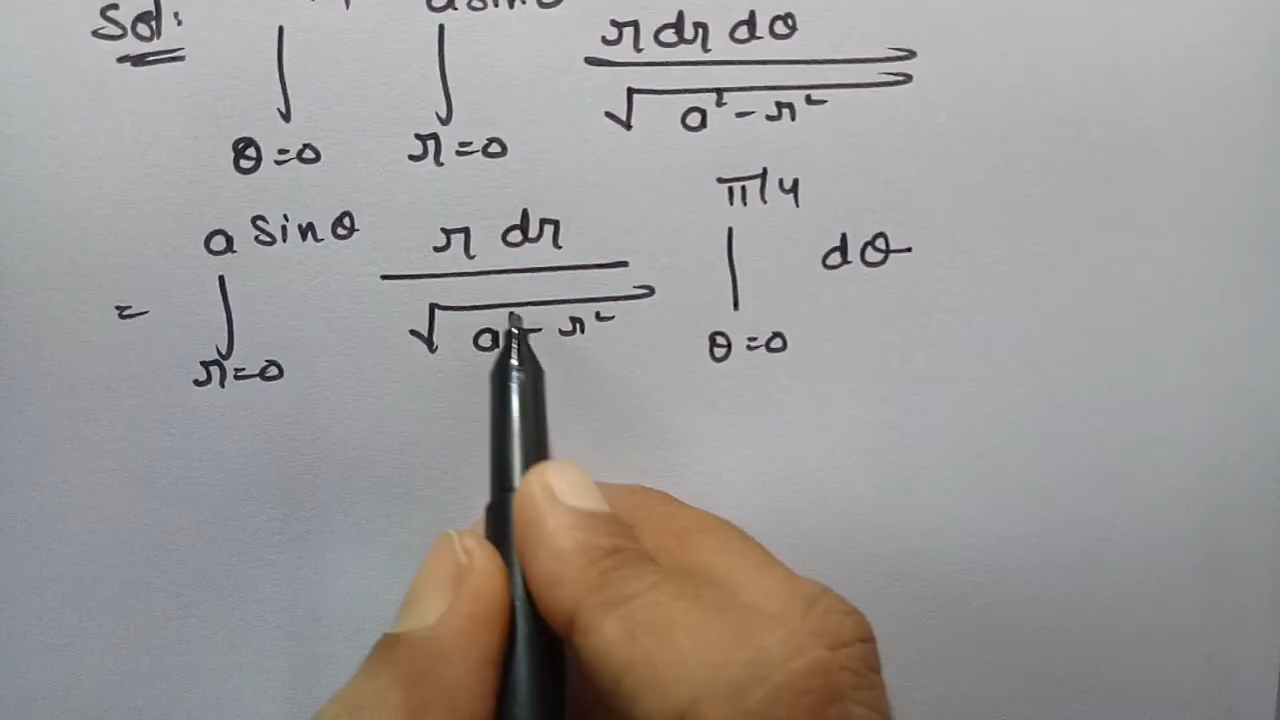 Sol: ∫ ∫ r dr dθ / √(a² - r²)
θ=0 r=0
a sinθ π/4
= ∫ r dr / √(a² - r²) ∫ dθ
r=0 θ=0